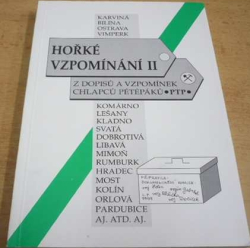 KARVINÁ
BÍLINA
OSTRAVA
VIMPERK
HOŘKÉ
VZPOMÍNÁNÍ II
Z DOPISŮ A VZPOMÍNEK
CHLAPCŮ PÉTÉPÁKŮ •PTP•
KOMÁRNO
LEŠANY
KLADNO
SVATÁ
DOBROTIVÁ
LIBAVÁ
MIMOŇ
RUMBURK
HRADEC
MOST
KOLÍN
ORLOVÁ
PARDUBICE
AJ. ATD. AJ.